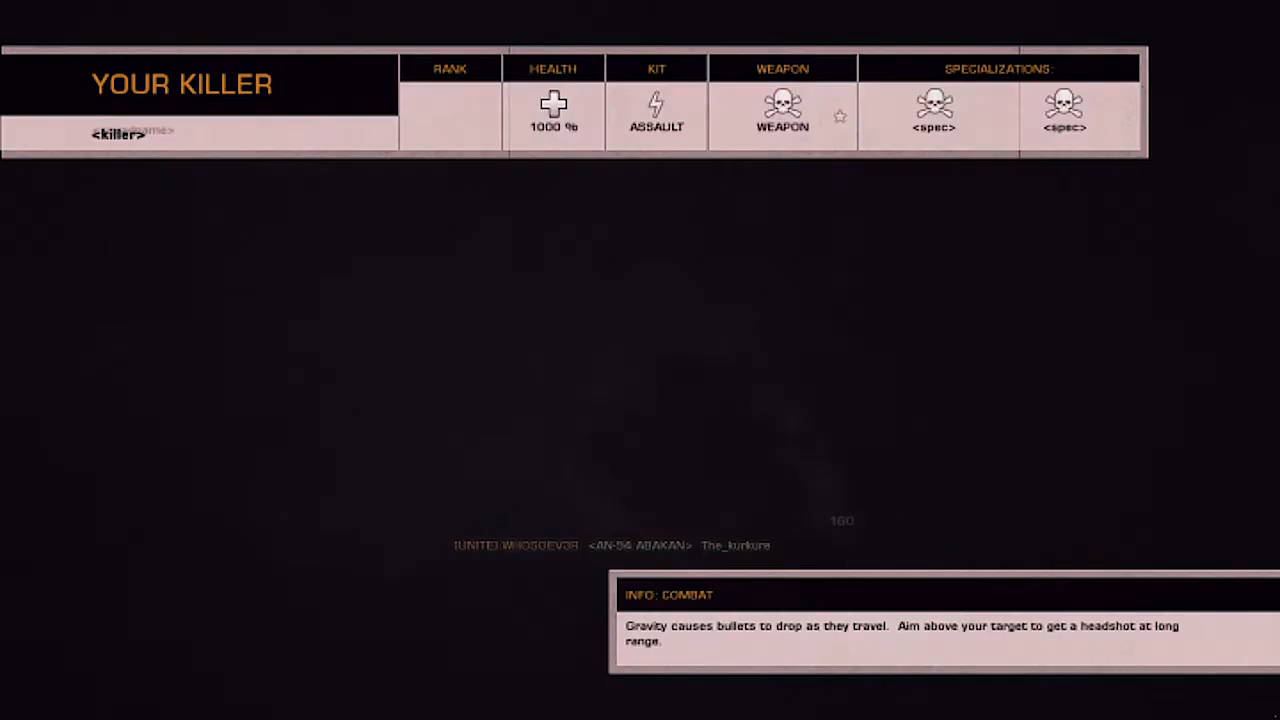 YOUR KILLER
<killer>
RANK
HEALTH
1000 %
KIT
ASSAULT
WEAPON
WEAPON
SPECIALIZATIONS:
<spec>
<spec>
160
[UNITE] WHOSOEV3R <AN-94 ABAKAN> The_kurkure
INFO: COMBAT
Gravity causes bullets to drop as they travel. Aim above your target to get a headshot at long
range.